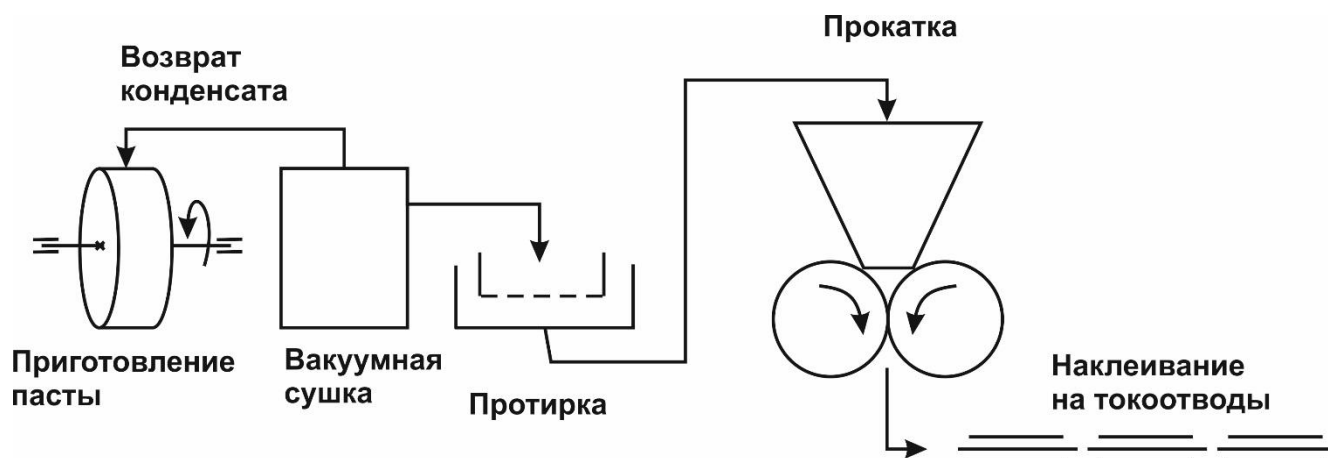 Возврат
конденсата
Прокатка
Приготовление
пасты
Вакуумная
сушка
Протирка
Наклеивание
на токоотводы